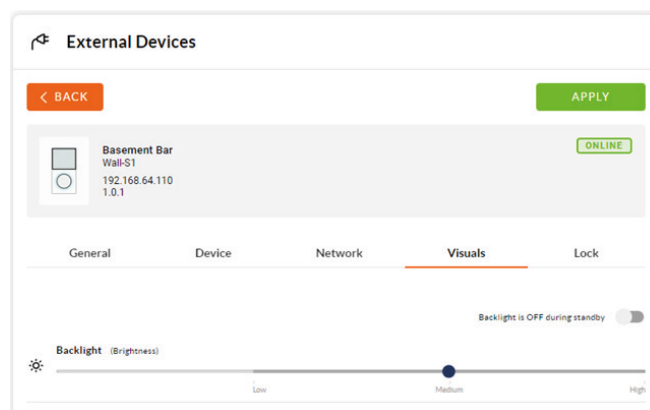 External Devices
BACK
APPLY
Basement Bar
Wall-S1
192.168.64.110
1.0.1
ONLINE
General Device Network Visuals Lock
Backlight is OFF during standby
Backlight (Brightness)
Low Medium High